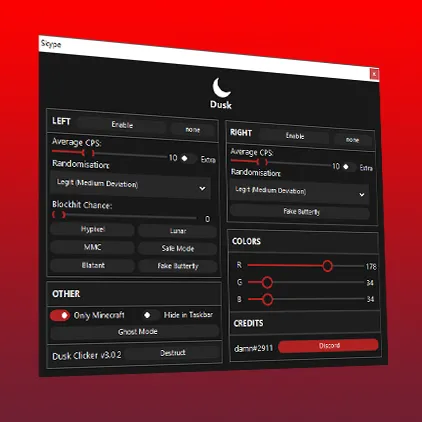 Skype
x
Dusk
LEFT Enable none
Average CPS:
10 Extra
Randomisation:
Legit (Medium Deviation)
Blockhit Chance:
0
Hypixel Lunar
MMC Safe Mode
Blatant Fake Butterfly
OTHER
Only Minecraft Hide in Taskbar
Ghost Mode
Dusk Clicker v3.0.2 Destruct
RIGHT Enable none
Average CPS:
10 Extra
Randomisation:
Legit (Medium Deviation)
Fake Butterfly
COLORS
R 178
G 34
B 34
CREDITS
damn#2911 Discord